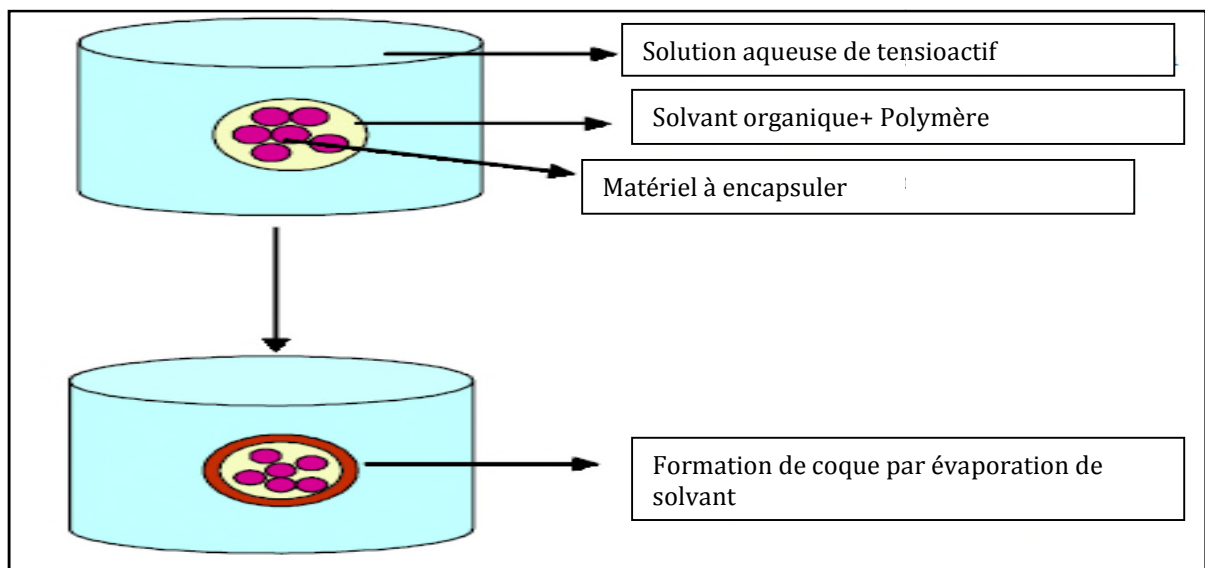 Solution aqueuse de tensioactif
Solvant organique+ Polymère
Matériel à encapsuler
Formation de coque par évaporation de
solvant